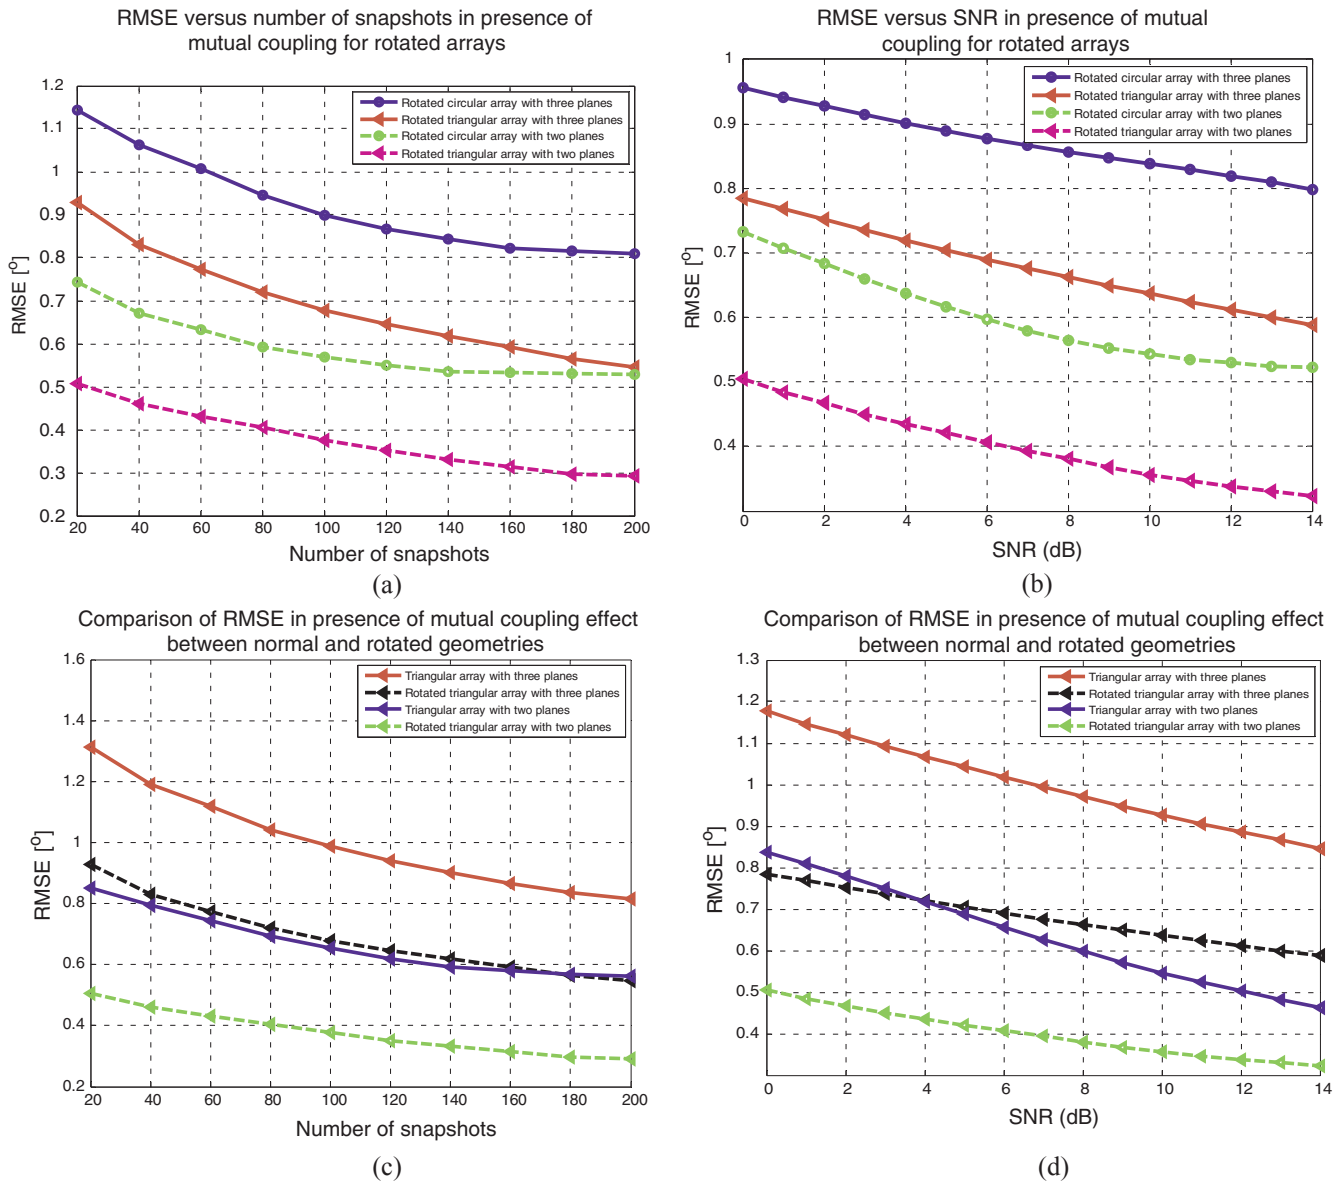 RMSE versus number of snapshots in presence of
mutual coupling for rotated arrays
1.2
1.1
1
0.9
0.8
0.7
0.6
0.5
0.4
0.3
0.2
RMSE [o]
Rotated circular array with three planes
Rotated triangular array with three planes
Rotated circular array with two planes
Rotated triangular array with two planes
20 40 60 80 100 120 140 160 180 200
Number of snapshots
(a)
RMSE versus SNR in presence of mutual
coupling for rotated arrays
1
0.9
0.8
0.7
0.6
0.5
0.4
RMSE [o]
Rotated circular array with three planes
Rotated triangular array with three planes
Rotated circular array with two planes
Rotated triangular array with two planes
0 2 4 6 8 10 12 14
SNR (dB)
(b)
Comparison of RMSE in presence of mutual coupling effect
between normal and rotated geometries
1.6
1.4
1.2
1
0.8
0.6
0.4
0.2
RMSE [o]
Triangular array with three planes
Rotated triangular array with three planes
Triangular array with two planes
Rotated triangular array with two planes
20 40 60 80 100 120 140 160 180 200
Number of snapshots
(c)
Comparison of RMSE in presence of mutual coupling effect
between normal and rotated geometries
1.3
1.2
1.1
1
0.9
0.8
0.7
0.6
0.5
0.4
RMSE [o]
Triangular array with three planes
Rotated triangular array with three planes
Triangular array with two planes
Rotated triangular array with two planes
0 2 4 6 8 10 12 14
SNR (dB)
(d)